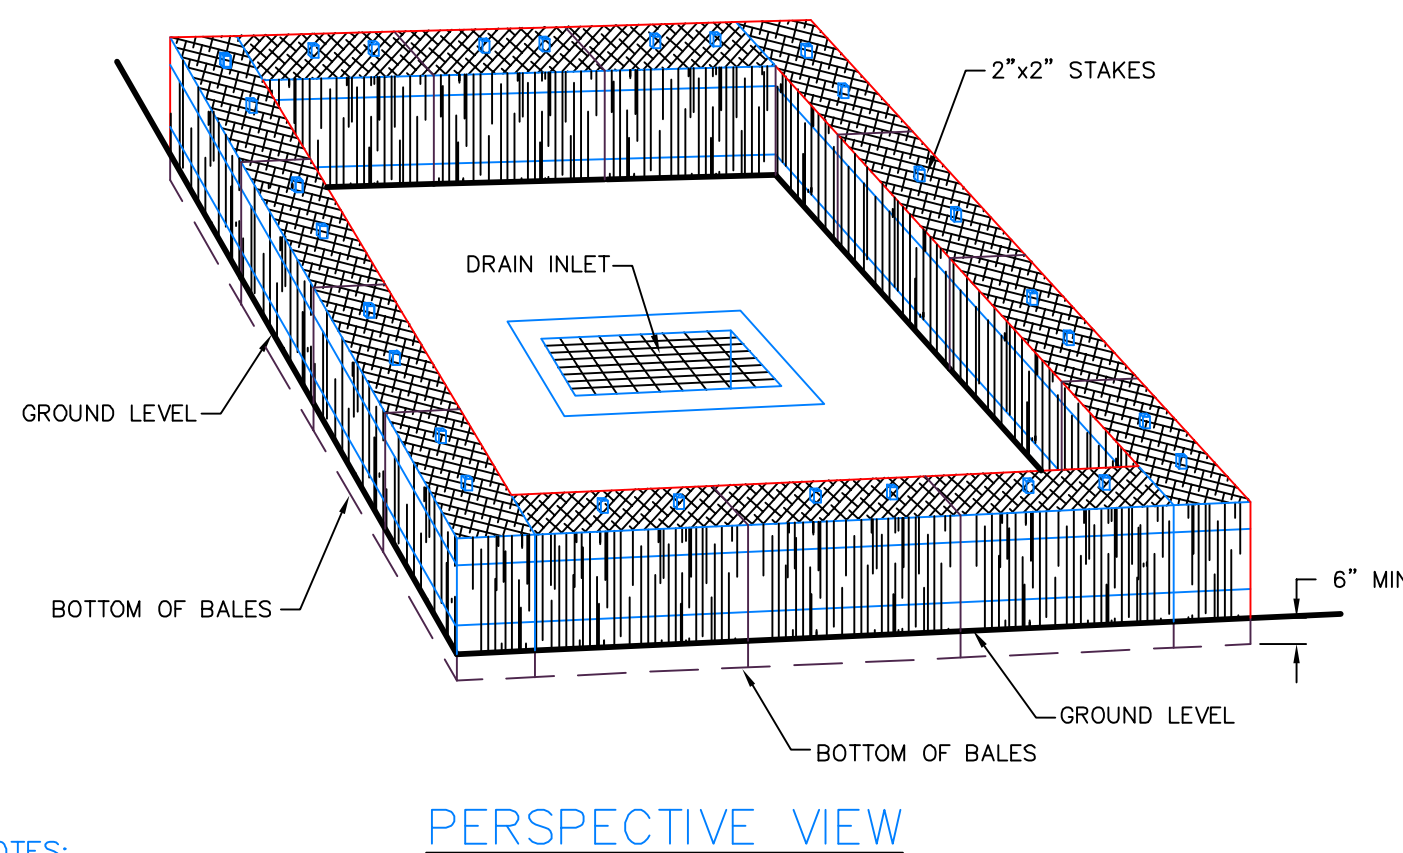 2"x2" STAKES
DRAIN INLET
GROUND LEVEL
BOTTOM OF BALES
6" MIN
GROUND LEVEL
BOTTOM OF BALES
PERSPECTIVE VIEW
OTES: